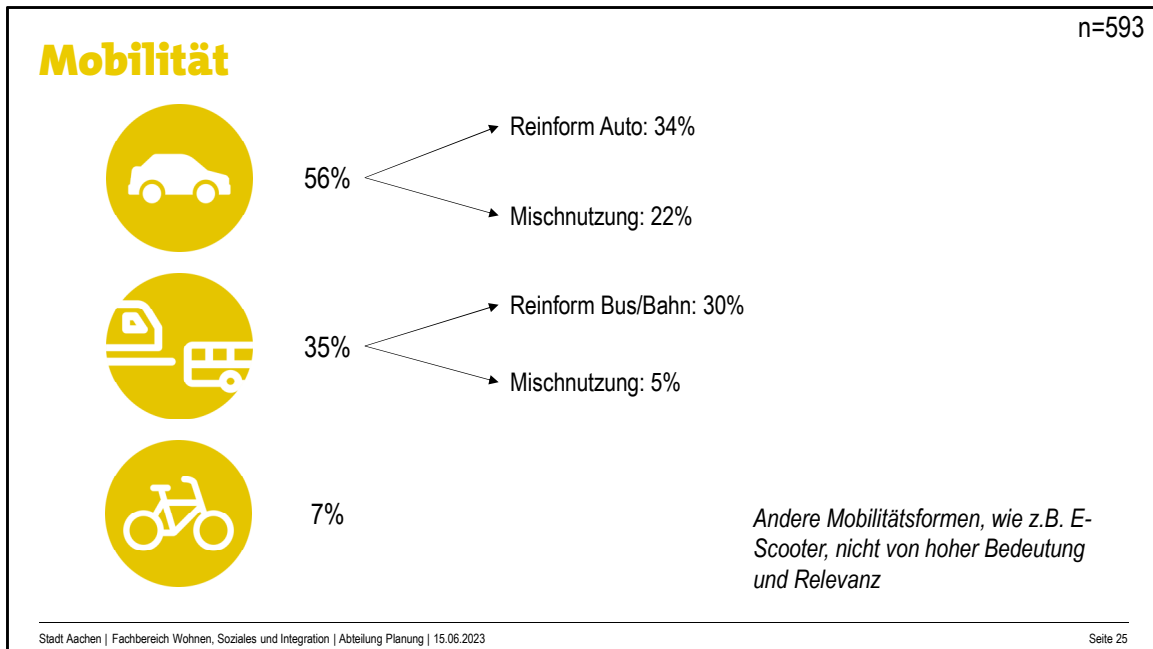 n=593
Mobilität
56%
Reinform Auto: 34%
Mischnutzung: 22%
35%
Reinform Bus/Bahn: 30%
Mischnutzung: 5%
7%
Andere Mobilitätsformen, wie z.B. E-
Scooter, nicht von hoher Bedeutung
und Relevanz
Stadt Aachen | Fachbereich Wohnen, Soziales und Integration | Abteilung Planung | 15.06.2023
Seite 25